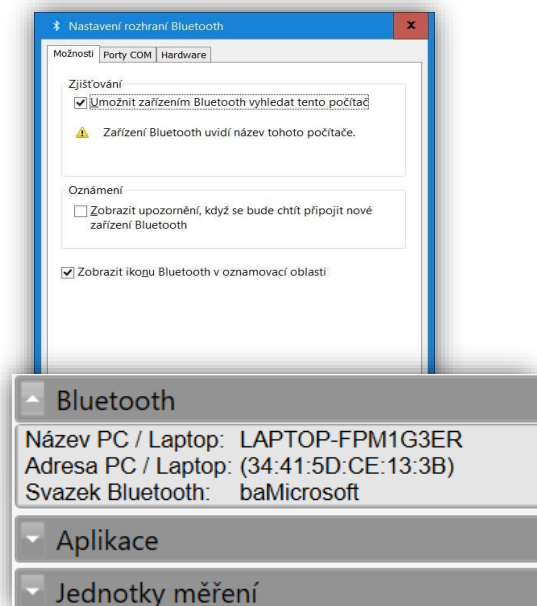 Nastavení rozhraní Bluetooth
x
Možnosti Porty COM Hardware
Zjišťování
Umožnit zařízením Bluetooth vyhledat tento počítač
Zařízení Bluetooth uvidí název tohoto počítače.
Oznámení
Zobrazit upozornění, když se bude chtít připojit nové
zařízení Bluetooth
Zobrazit ikonu Bluetooth v oznamovací oblasti
Bluetooth
Název PC / Laptop: LAPTOP-FPM1G3ER
Adresa PC / Laptop: (34:41:5D:CE:13:3B)
Svazek Bluetooth: baMicrosoft
Aplikace
Jednotky měření